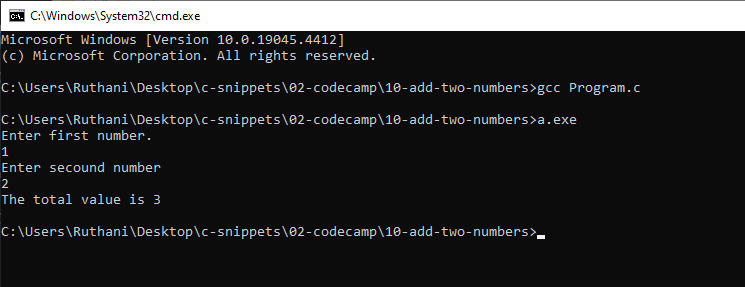 C:\Windows\System32\cmd.exe
Microsoft Windows [Version 10.0.19045.4412]
(c) Microsoft Corporation. All rights reserved.
C:\Users\Ruthani\Desktop\c-snippets\02-codecamp\10-add-two-numbers>gcc Program.c
C:\Users\Ruthani\Desktop\c-snippets\02-codecamp\10-add-two-numbers>a.exe
Enter first number.
1
Enter secound number
2
The total value is 3
C:\Users\Ruthani\Desktop\c-snippets\02-codecamp\10-add-two-numbers>